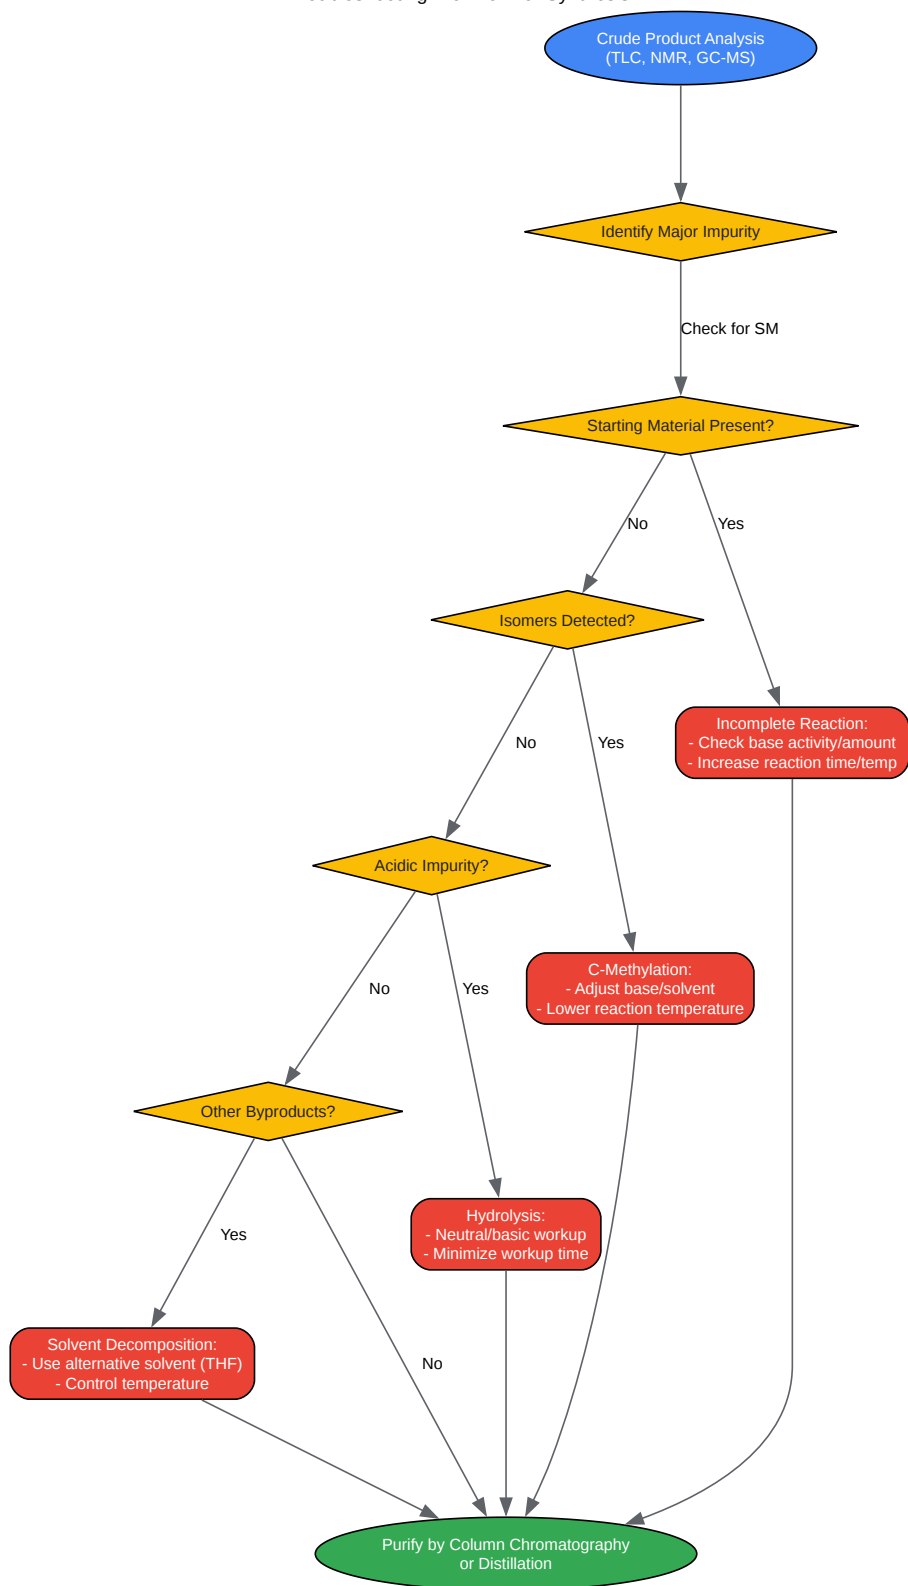 Crude Product Analysis
(TLC, NMR, GC-MS)
Identify Major Impurity
Check for SM
Starting Material Present?
No
Yes
Isomers Detected?
Incomplete Reaction:
- Check base activity/amount
- Increase reaction time/temp
No
Yes
Acidic Impurity?
C-Methylation:
- Adjust base/solvent
- Lower reaction temperature
No
Yes
Other Byproducts?
Hydrolysis:
- Neutral/basic workup
- Minimize workup time
Yes
Solvent Decomposition:
- Use alternative solvent (THF)
- Control temperature
No
Purify by Column Chromatography
or Distillation